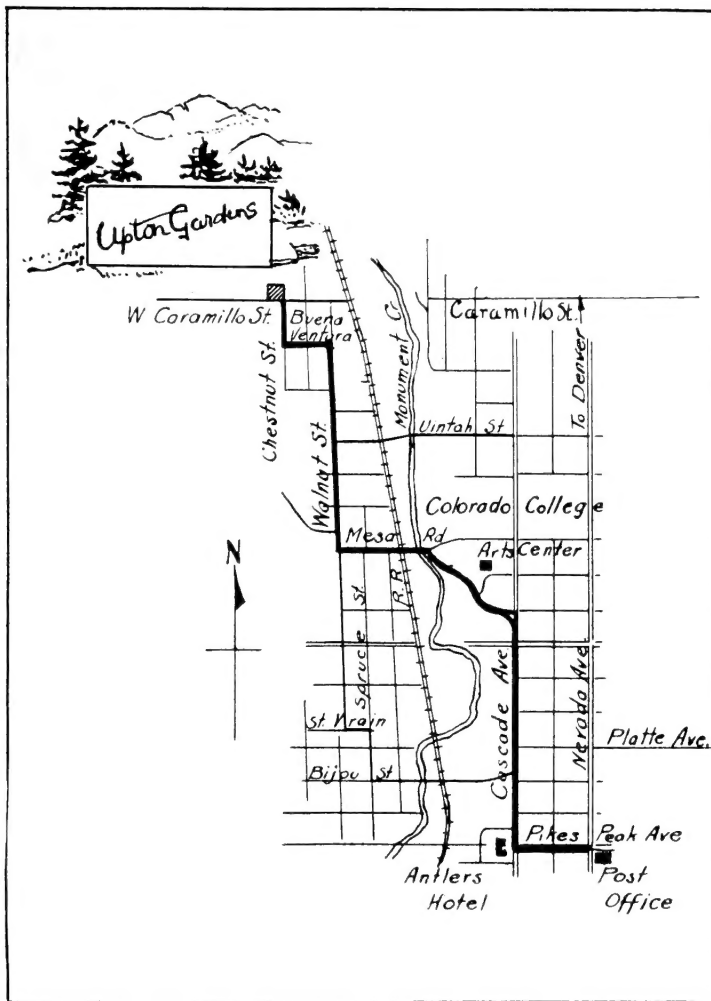 Upton Gardens
W Caramillo St.
Buena
Ventura
Caramillo St.
Chestnut St.
Monument Cr
To Denver
Uintah St
Walnut St.
Colorado College
Mesa Rd
Arts Center
N
R.R
Spruce St.
Cascade Ave
Nevada Ave.
St. Vrain
Platte Ave.
Bijou St
Pikes Peak Ave
Antlers
Hotel
Post
Office